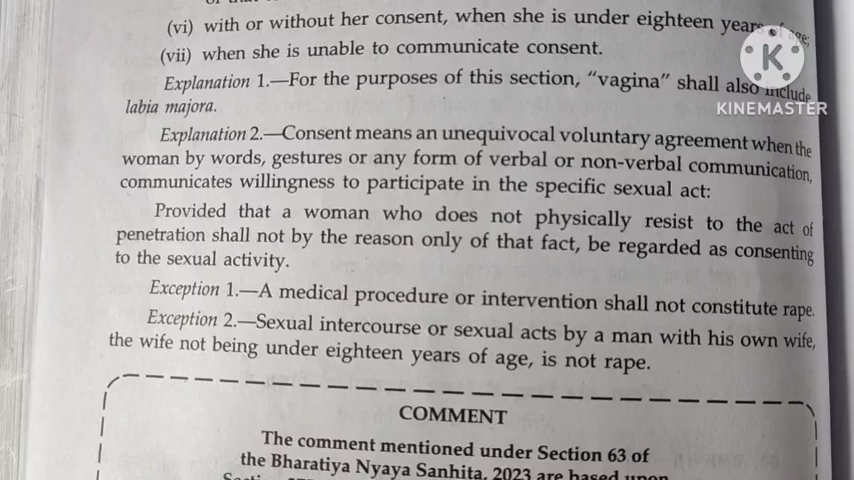 (vi) with or without her consent, when she is under eighteen years of age;
(vii) when she is unable to communicate consent.
Explanation 1.—For the purposes of this section, "vagina" shall also include
labia majora.
Explanation 2.—Consent means an unequivocal voluntary agreement when the
woman by words, gestures or any form of verbal or non-verbal communication,
communicates willingness to participate in the specific sexual act:
Provided that a woman who does not physically resist to the act of
penetration shall not by the reason only of that fact, be regarded as consenting
to the sexual activity.
Exception 1.—A medical procedure or intervention shall not constitute rape.
Exception 2.—Sexual intercourse or sexual acts by a man with his own wife,
the wife not being under eighteen years of age, is not rape.
COMMENT
The comment mentioned under Section 63 of
the Bharatiya Nyaya Sanhita, 2023 are based upon
K
KINEMASTER